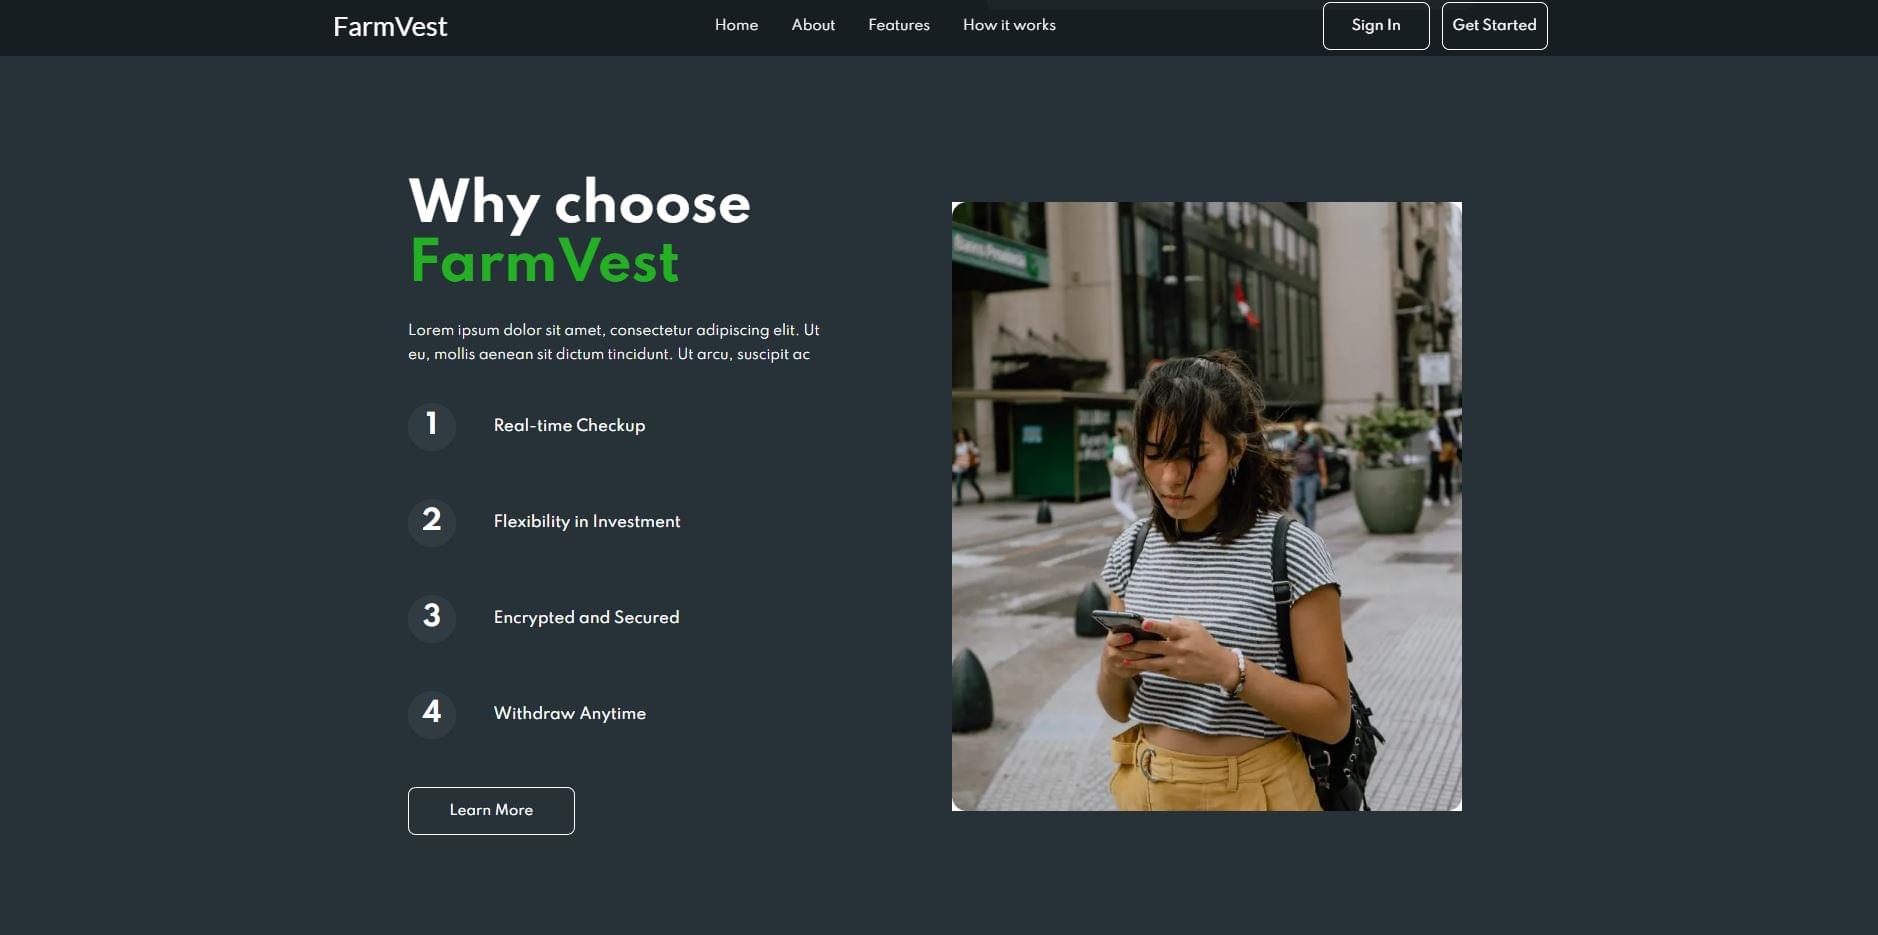 FarmVest
Home About Features How it works
Sign In
Get Started
Why choose
FarmVest
Lorem ipsum dolor sit amet, consectetur adipiscing elit. Ut
eu, mollis aenean sit dictum tincidunt. Ut arcu, suscipit ac
1 Real-time Checkup
2 Flexibility in Investment
3 Encrypted and Secured
4 Withdraw Anytime
Learn More